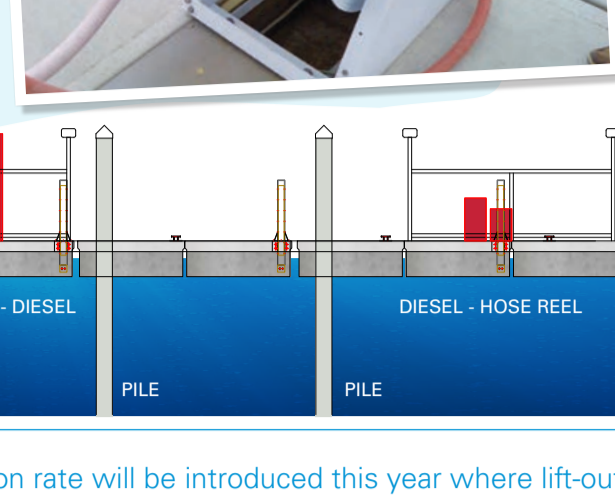 - DIESEL
DIESEL - HOSE REEL
PILE
PILE
on rate will be introduced this year where lift-ou